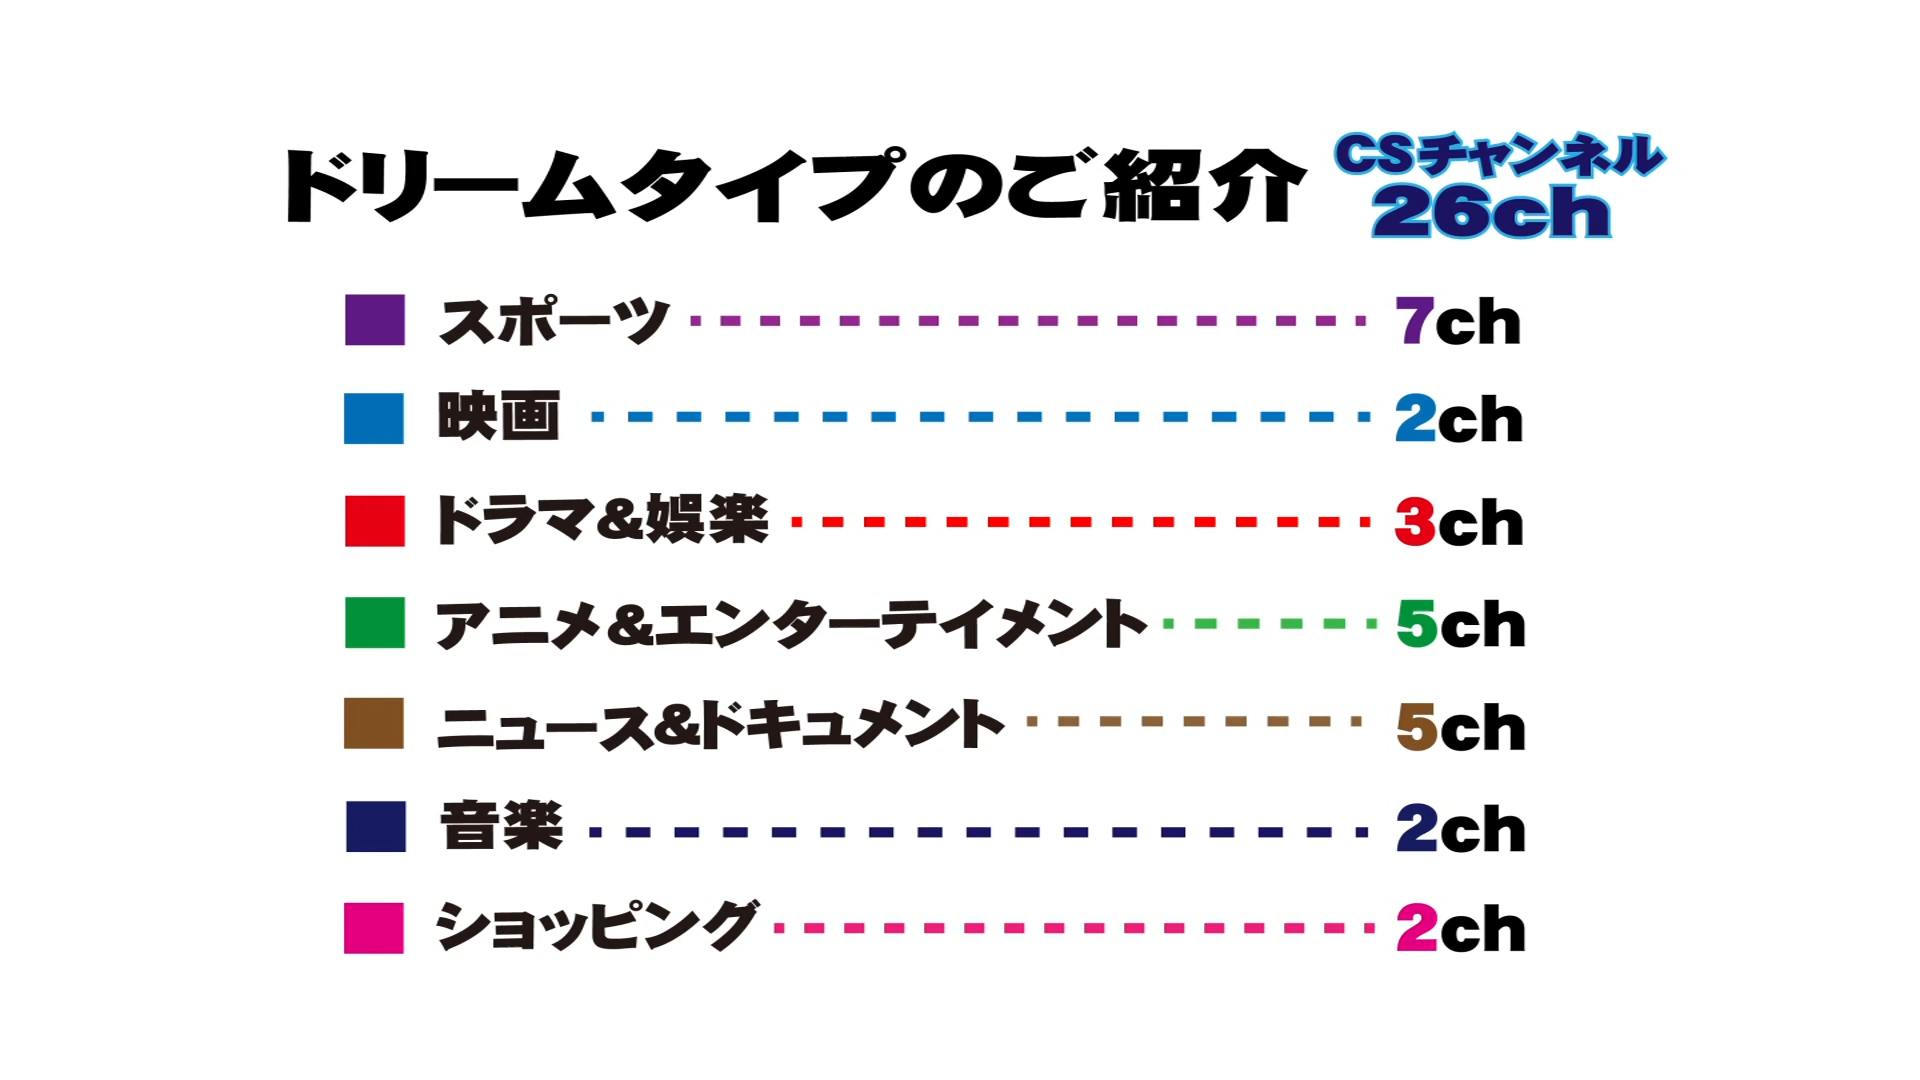 ドリームタイプのご紹介
CSチャンネル
26ch
スポーツ 7ch
映画 2ch
ドラマ&娯楽 3ch
アニメ&エンターテイメント 5ch
ニュース&ドキュメント 5ch
音楽 2ch
ショッピング 2ch